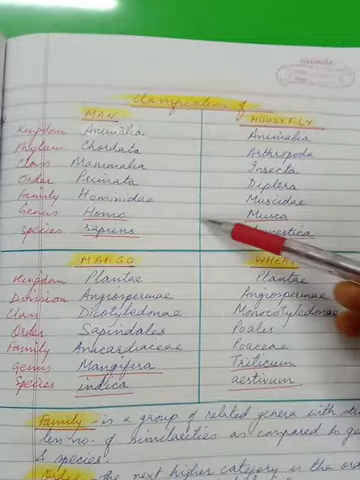 Classification of
MAN HOUSEFLY
Kingdom Animalia Animalia
Phylum Chordata Arthropoda
Class Mammalia Insecta
Order Primata Diptera
Family Hominidae Muscidae
Genus Homo Musca
Species sapiens
MANGO WHEAT
Kingdom Plantae Plantae
Division Angiospermae Angiospermae
Class Dicotyledonae Monocotyledonae
Order Sapindales Poales
Family Anacardiaceae Poaceae
Genus Mangifera Triticum
Species indica aestivum
Family - is a group of related genera with
less no. of similarities as compared to
& species.
Order - The next higher category in the